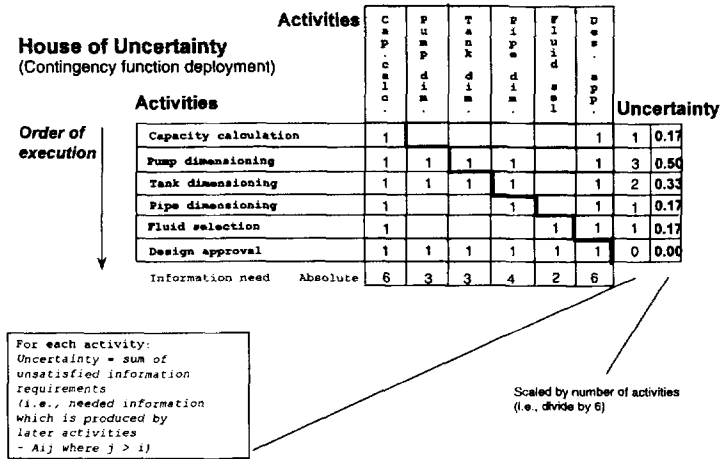 Activities
House of Uncertainty
(Contingency function deployment)
Cap. calc.
Pump dim.
Tank dim.
Pipe dim.
Fluid sel
Des. app.
Activities
Uncertainty
Order of
execution
Capacity calculation 1 1 1 0.17
Pump dimensioning 1 1 1 1 1 3 0.50
Tank dimensioning 1 1 1 1 1 2 0.33
Pipe dimensioning 1 1 1 1 0.17
Fluid selection 1 1 1 1 0.17
Design approval 1 1 1 1 1 1 0 0.00
Information need Absolute 6 3 3 4 2 6
For each activity:
Uncertainty = sum of
unsatisfied information
requirements
(i.e., needed information
which is produced by
later activities
- Aij where j > i)
Scaled by number of activities
(i.e., divide by 6)